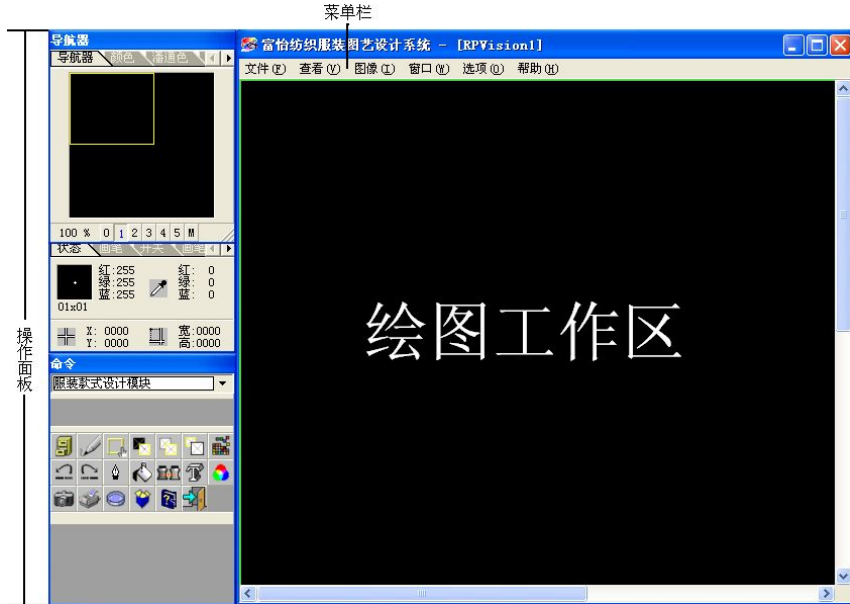 菜单栏
导航器
富怡纺织服装图艺设计系统 - [RPVision1]
导航器 颜色 潘通色
文件(F) 查看(V) 图像(I) 窗口(W) 选项(O) 帮助(H)
100 % 0 1 2 3 4 5 M
状态 画笔 开关 画笔
红:255 红: 0
绿:255 绿: 0
蓝:255 蓝: 0
01x01
X: 0000 宽:0000
Y: 0000 高:0000
操作面板
命令
服装款式设计模块
绘图工作区